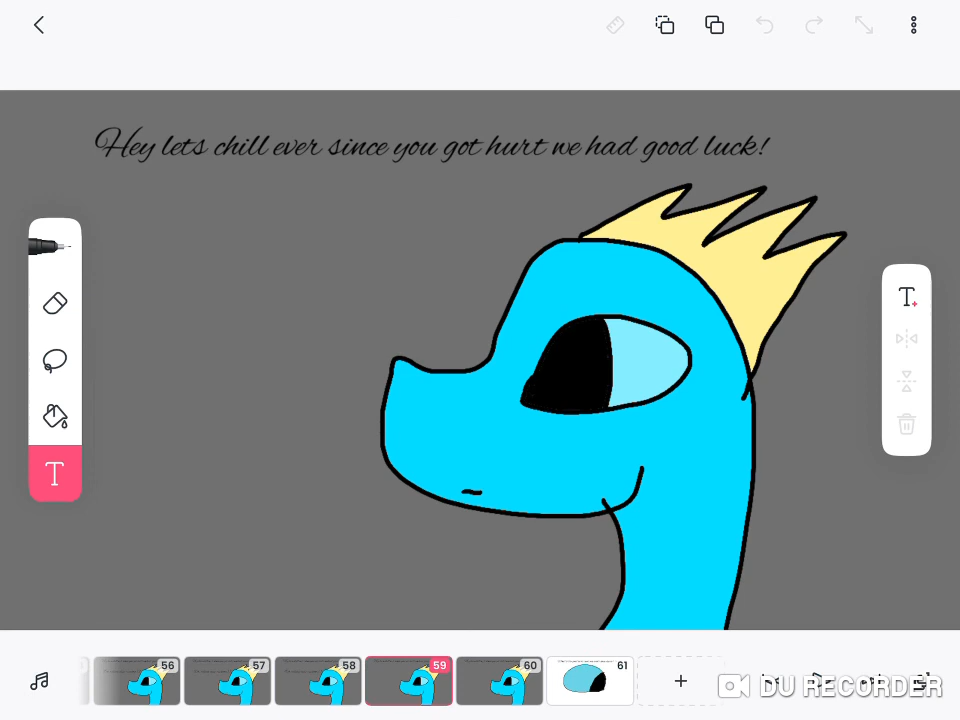 Hey lets chill ever since you got hurt we had good luck!
T
T
56 57 58 59 60 61
DU RECORDER